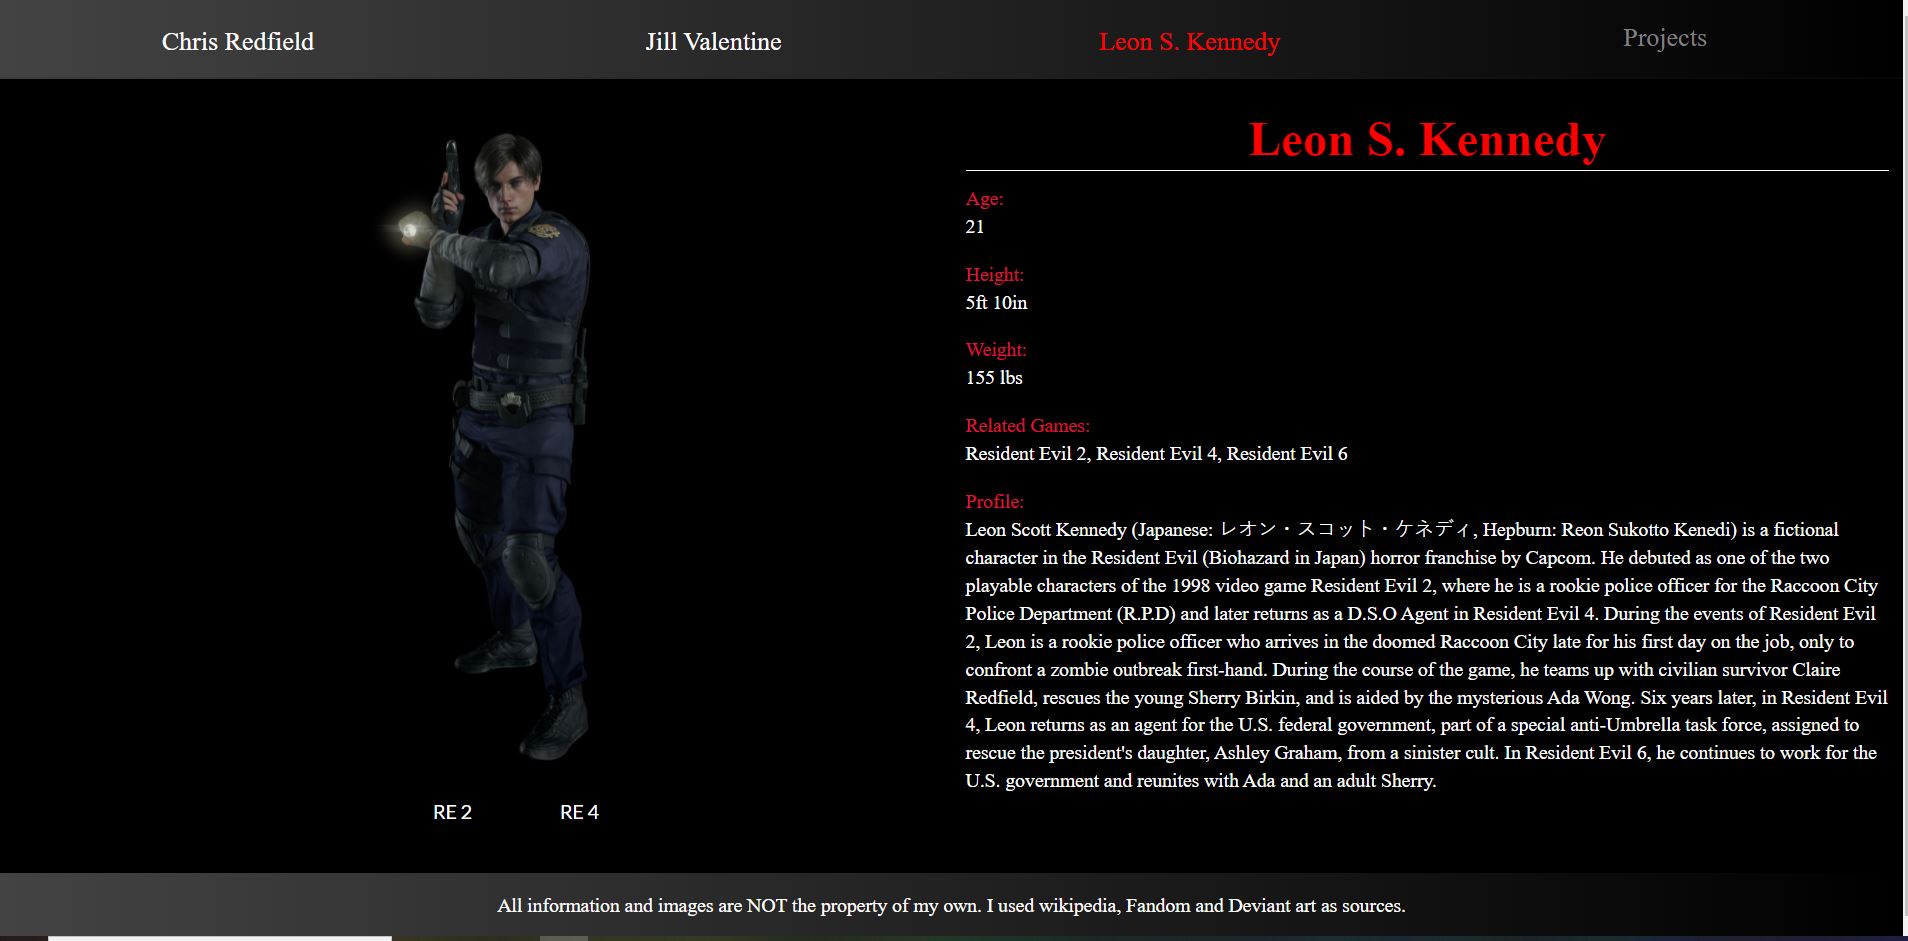 Chris Redfield
Jill Valentine
Leon S. Kennedy
Projects
Leon S. Kennedy
Age:
21
Height:
5ft 10in
Weight:
155 lbs
Related Games:
Resident Evil 2, Resident Evil 4, Resident Evil 6
Profile:
Leon Scott Kennedy (Japanese: レオン・スコット・ケネディ, Hepburn: Reon Sukotto Kenedi) is a fictional
character in the Resident Evil (Biohazard in Japan) horror franchise by Capcom. He debuted as one of the two
playable characters of the 1998 video game Resident Evil 2, where he is a rookie police officer for the Raccoon City
Police Department (R.P.D) and later returns as a D.S.O Agent in Resident Evil 4. During the events of Resident Evil
2, Leon is a rookie police officer who arrives in the doomed Raccoon City late for his first day on the job, only to
confront a zombie outbreak first-hand. During the course of the game, he teams up with civilian survivor Claire
Redfield, rescues the young Sherry Birkin, and is aided by the mysterious Ada Wong. Six years later, in Resident Evil
4, Leon returns as an agent for the U.S. federal government, part of a special anti-Umbrella task force, assigned to
rescue the president's daughter, Ashley Graham, from a sinister cult. In Resident Evil 6, he continues to work for the
U.S. government and reunites with Ada and an adult Sherry.
RE 2
RE 4
All information and images are NOT the property of my own. I used wikipedia, Fandom and Deviant art as sources.